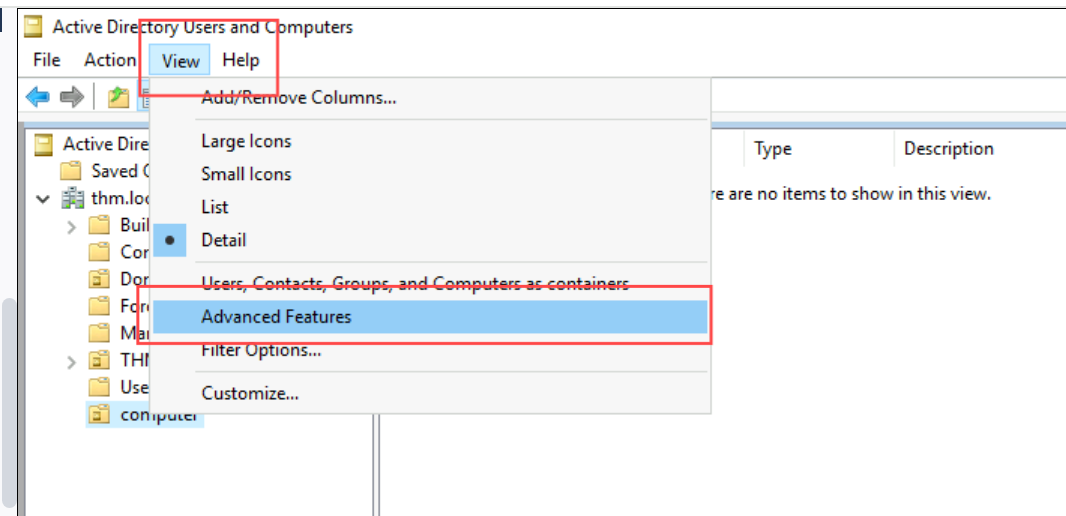 Active Directory Users and Computers
File Action View Help
Add/Remove Columns...
Large Icons
Small Icons
List
Detail
Users, Contacts, Groups, and Computers as containers
Advanced Features
Filter Options...
Customize...
Active Dire
Saved
thm.loc
Buil
Cor
Dor
For
Mar
Use
computer
Type Description
re are no items to show in this view.